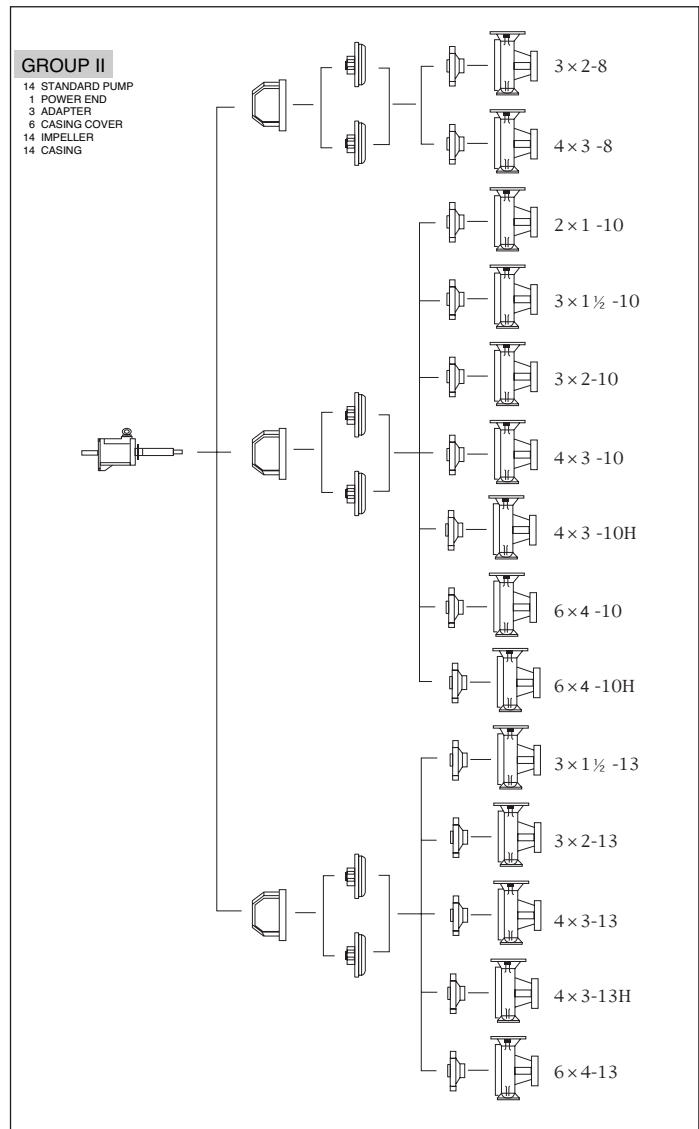 GROUP II
14 STANDARD PUMP
1 POWER END
3 ADAPTER
6 CASING COVER
14 IMPELLER
14 CASING
3×2-8
4×3 -8
2×1 -10
3×1½ -10
3×2-10
4×3 -10
4×3 -10H
6×4 -10
6×4 -10H
3×1½ -13
3×2-13
4×3-13
4×3-13H
6×4-13